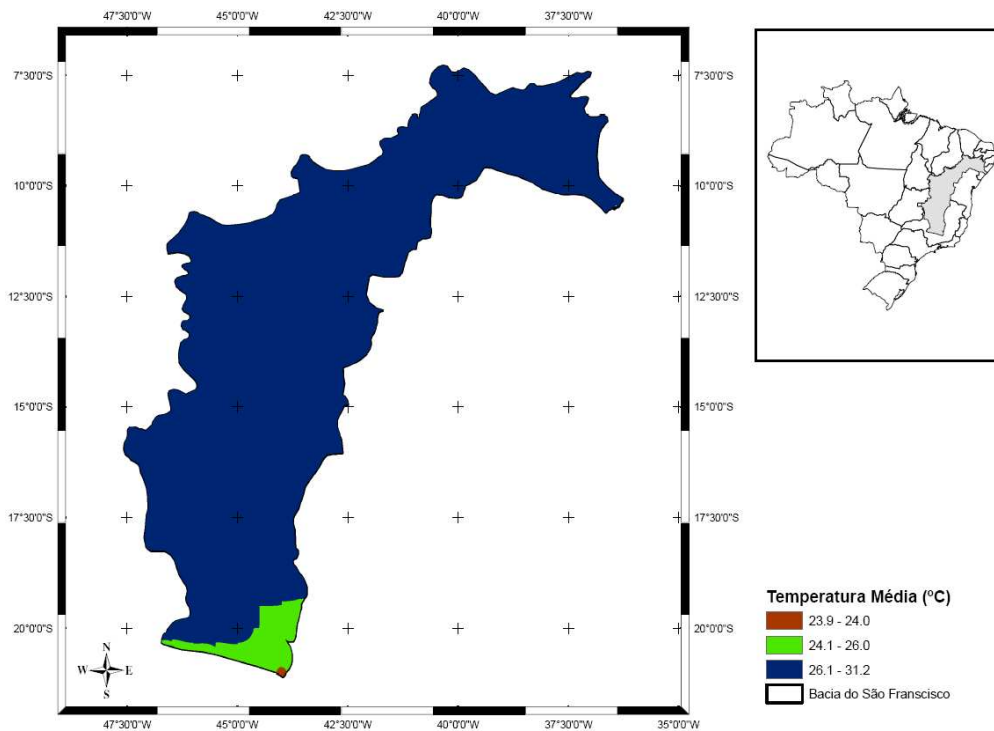 47°30'0"W 45°0'0"W 42°30'0"W 40°0'0"W 37°30'0"W
7°30'0"S 7°30'0"S
10°0'0"S 10°0'0"S
12°30'0"S 12°30'0"S
15°0'0"S 15°0'0"S
17°30'0"S 17°30'0"S
20°0'0"S 20°0'0"S
N
W E
S
47°30'0"W 45°0'0"W 42°30'0"W 40°0'0"W 37°30'0"W 35°0'0"W
Temperatura Média (ºC)
23.9 - 24.0
24.1 - 26.0
26.1 - 31.2
Bacia do São Franscisco